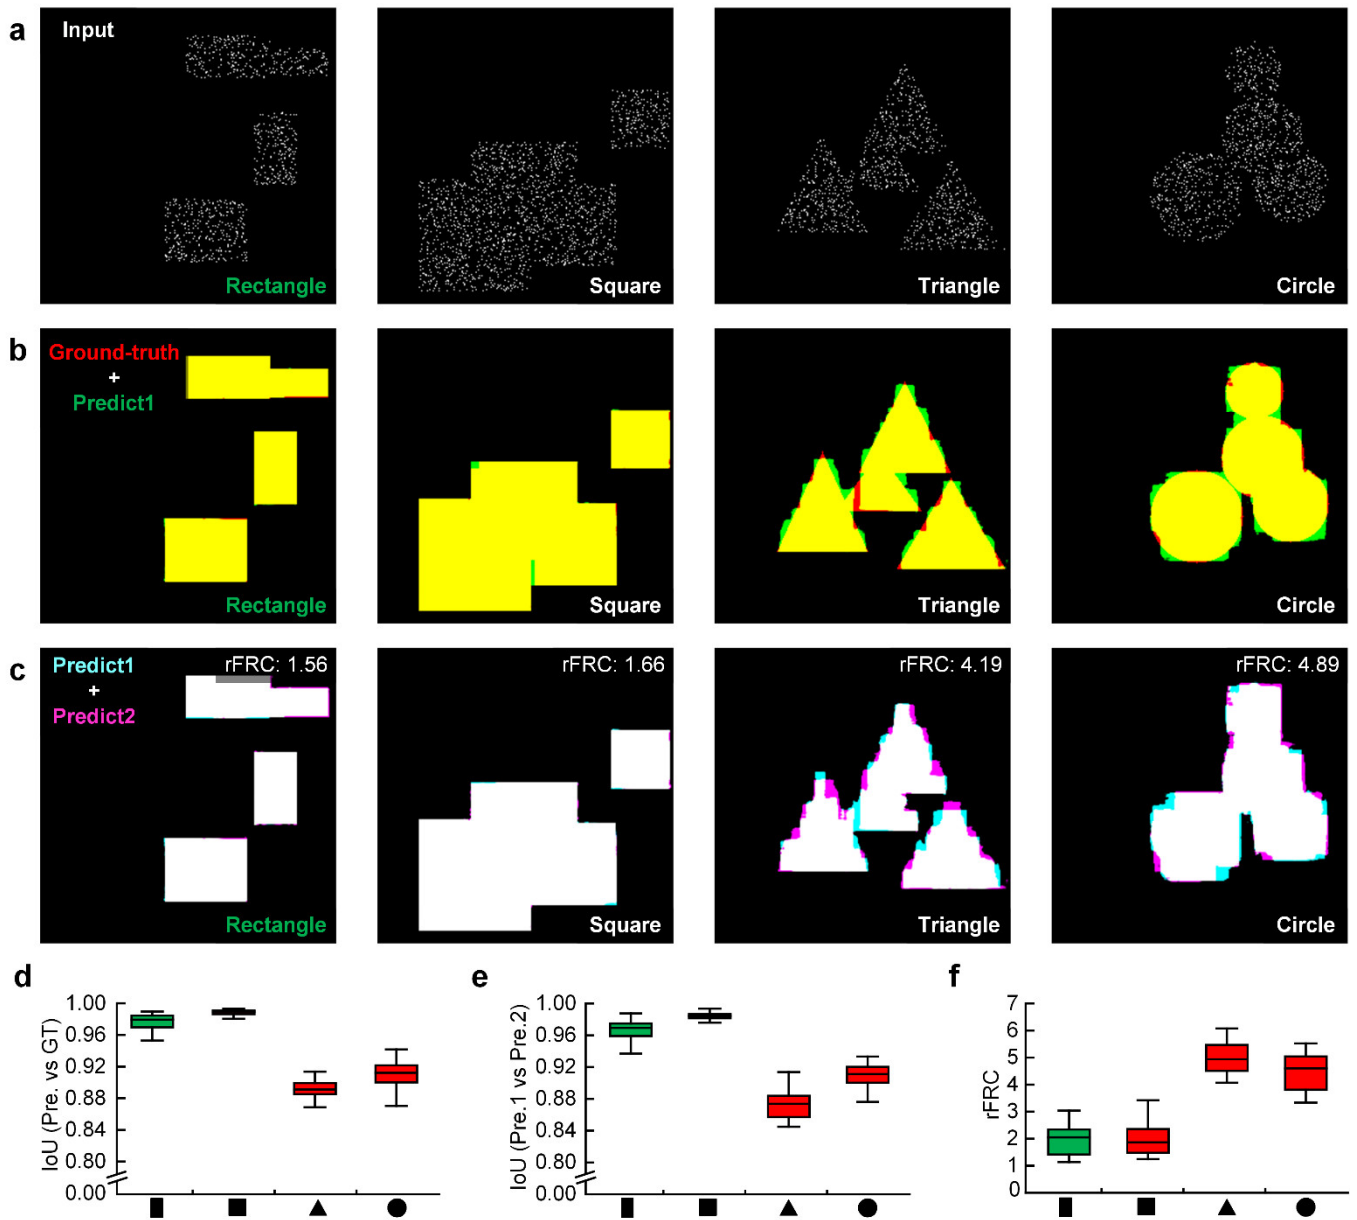 a
Input
Rectangle
Square
Triangle
Circle
b
Ground-truth
+
Predict1
Rectangle
Square
Triangle
Circle
c
Predict1
+
Predict2
rFRC: 1.56
rFRC: 1.66
rFRC: 4.19
rFRC: 4.89
Rectangle
Square
Triangle
Circle
d
IoU (Pre. vs GT)
1.00
0.96
0.92
0.88
0.84
0.80
0.00
e
IoU (Pre.1 vs Pre.2)
1.00
0.96
0.92
0.88
0.84
0.80
0.00
f
rFRC
7
6
5
4
3
2
1
0